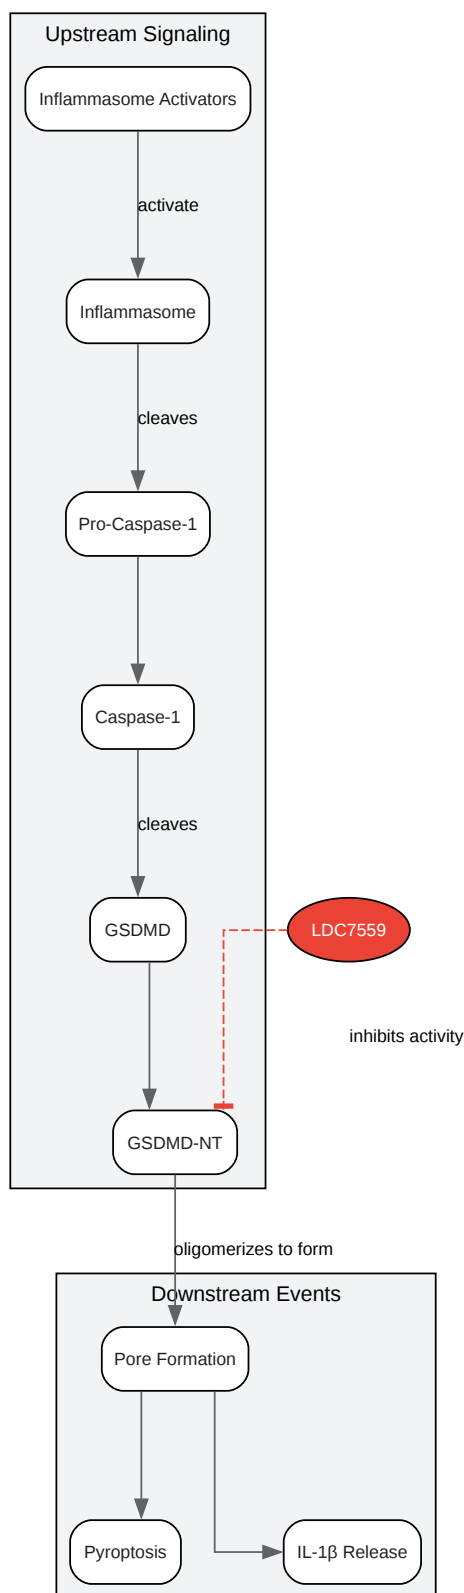 Upstream Signaling
Inflammasome Activators
activate
Inflammasome
cleaves
Pro-Caspase-1
Caspase-1
cleaves
GSDMD
LDC7559
inhibits activity
GSDMD-NT
oligomerizes to form
Downstream Events
Pore Formation
Pyroptosis
IL-1β Release